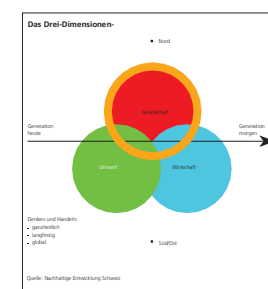 Das Drei-Dimensionen-
Nord
Gesellschaft
Generation
heute
Generation
morgen
Umwelt
Wirtschaft
Denken und Handeln:
ganzheitlich
langfristig
global
Süd/Ost
Quelle: Nachhaltige Entwicklung Schweiz